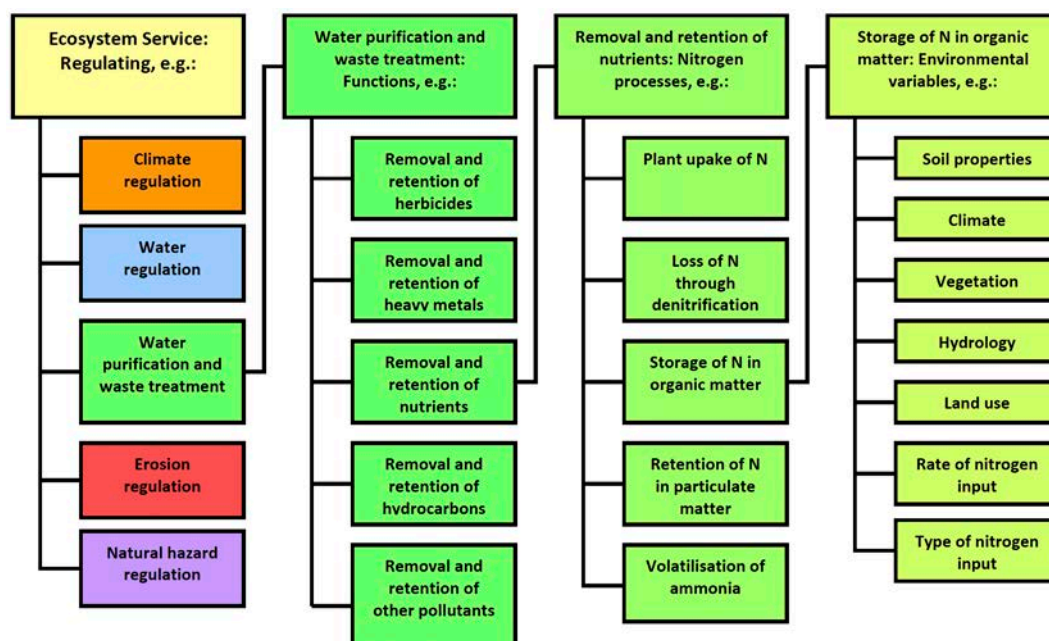 Ecosystem Service:
Regulating, e.g.:
Climate
regulation
Water
regulation
Water
purification and
waste treatment
Erosion
regulation
Natural hazard
regulation
Water purification and
waste treatment:
Functions, e.g.:
Removal and
retention of
herbicides
Removal and
retention of
heavy metals
Removal and
retention of
nutrients
Removal and
retention of
hydrocarbons
Removal and
retention of
other pollutants
Removal and retention of
nutrients: Nitrogen
processes, e.g.:
Plant upake of N
Loss of N
through
denitrification
Storage of N in
organic matter
Retention of N
in particulate
matter
Volatilisation of
ammonia
Storage of N in organic
matter: Environmental
variables, e.g.:
Soil properties
Climate
Vegetation
Hydrology
Land use
Rate of nitrogen
input
Type of nitrogen
input